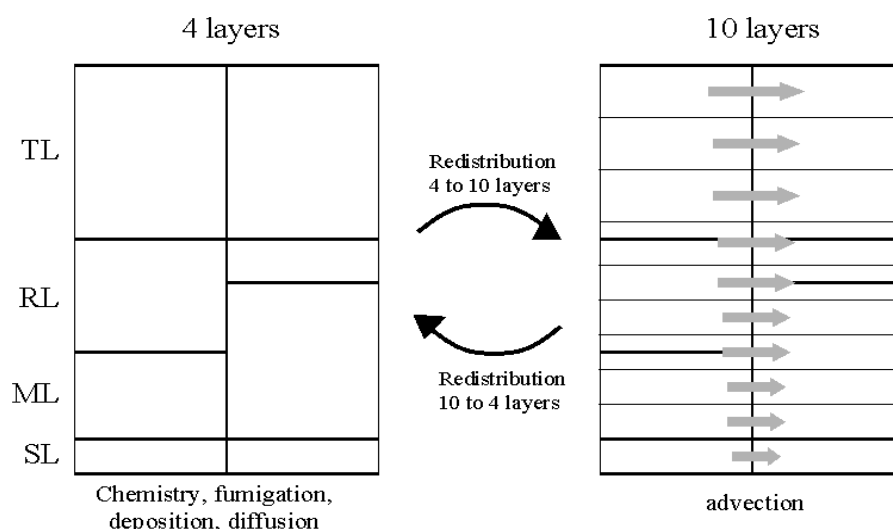 4 layers
10 layers
TL
RL
ML
SL
Redistribution
4 to 10 layers
Redistribution
10 to 4 layers
Chemistry, fumigation,
deposition, diffusion
advection